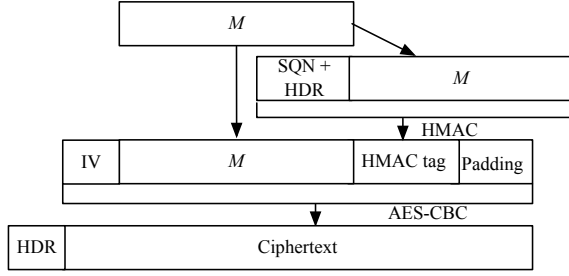 M
SQN +
HDR
M
HMAC
IV
M
HMAC tag
Padding
AES-CBC
HDR
Ciphertext